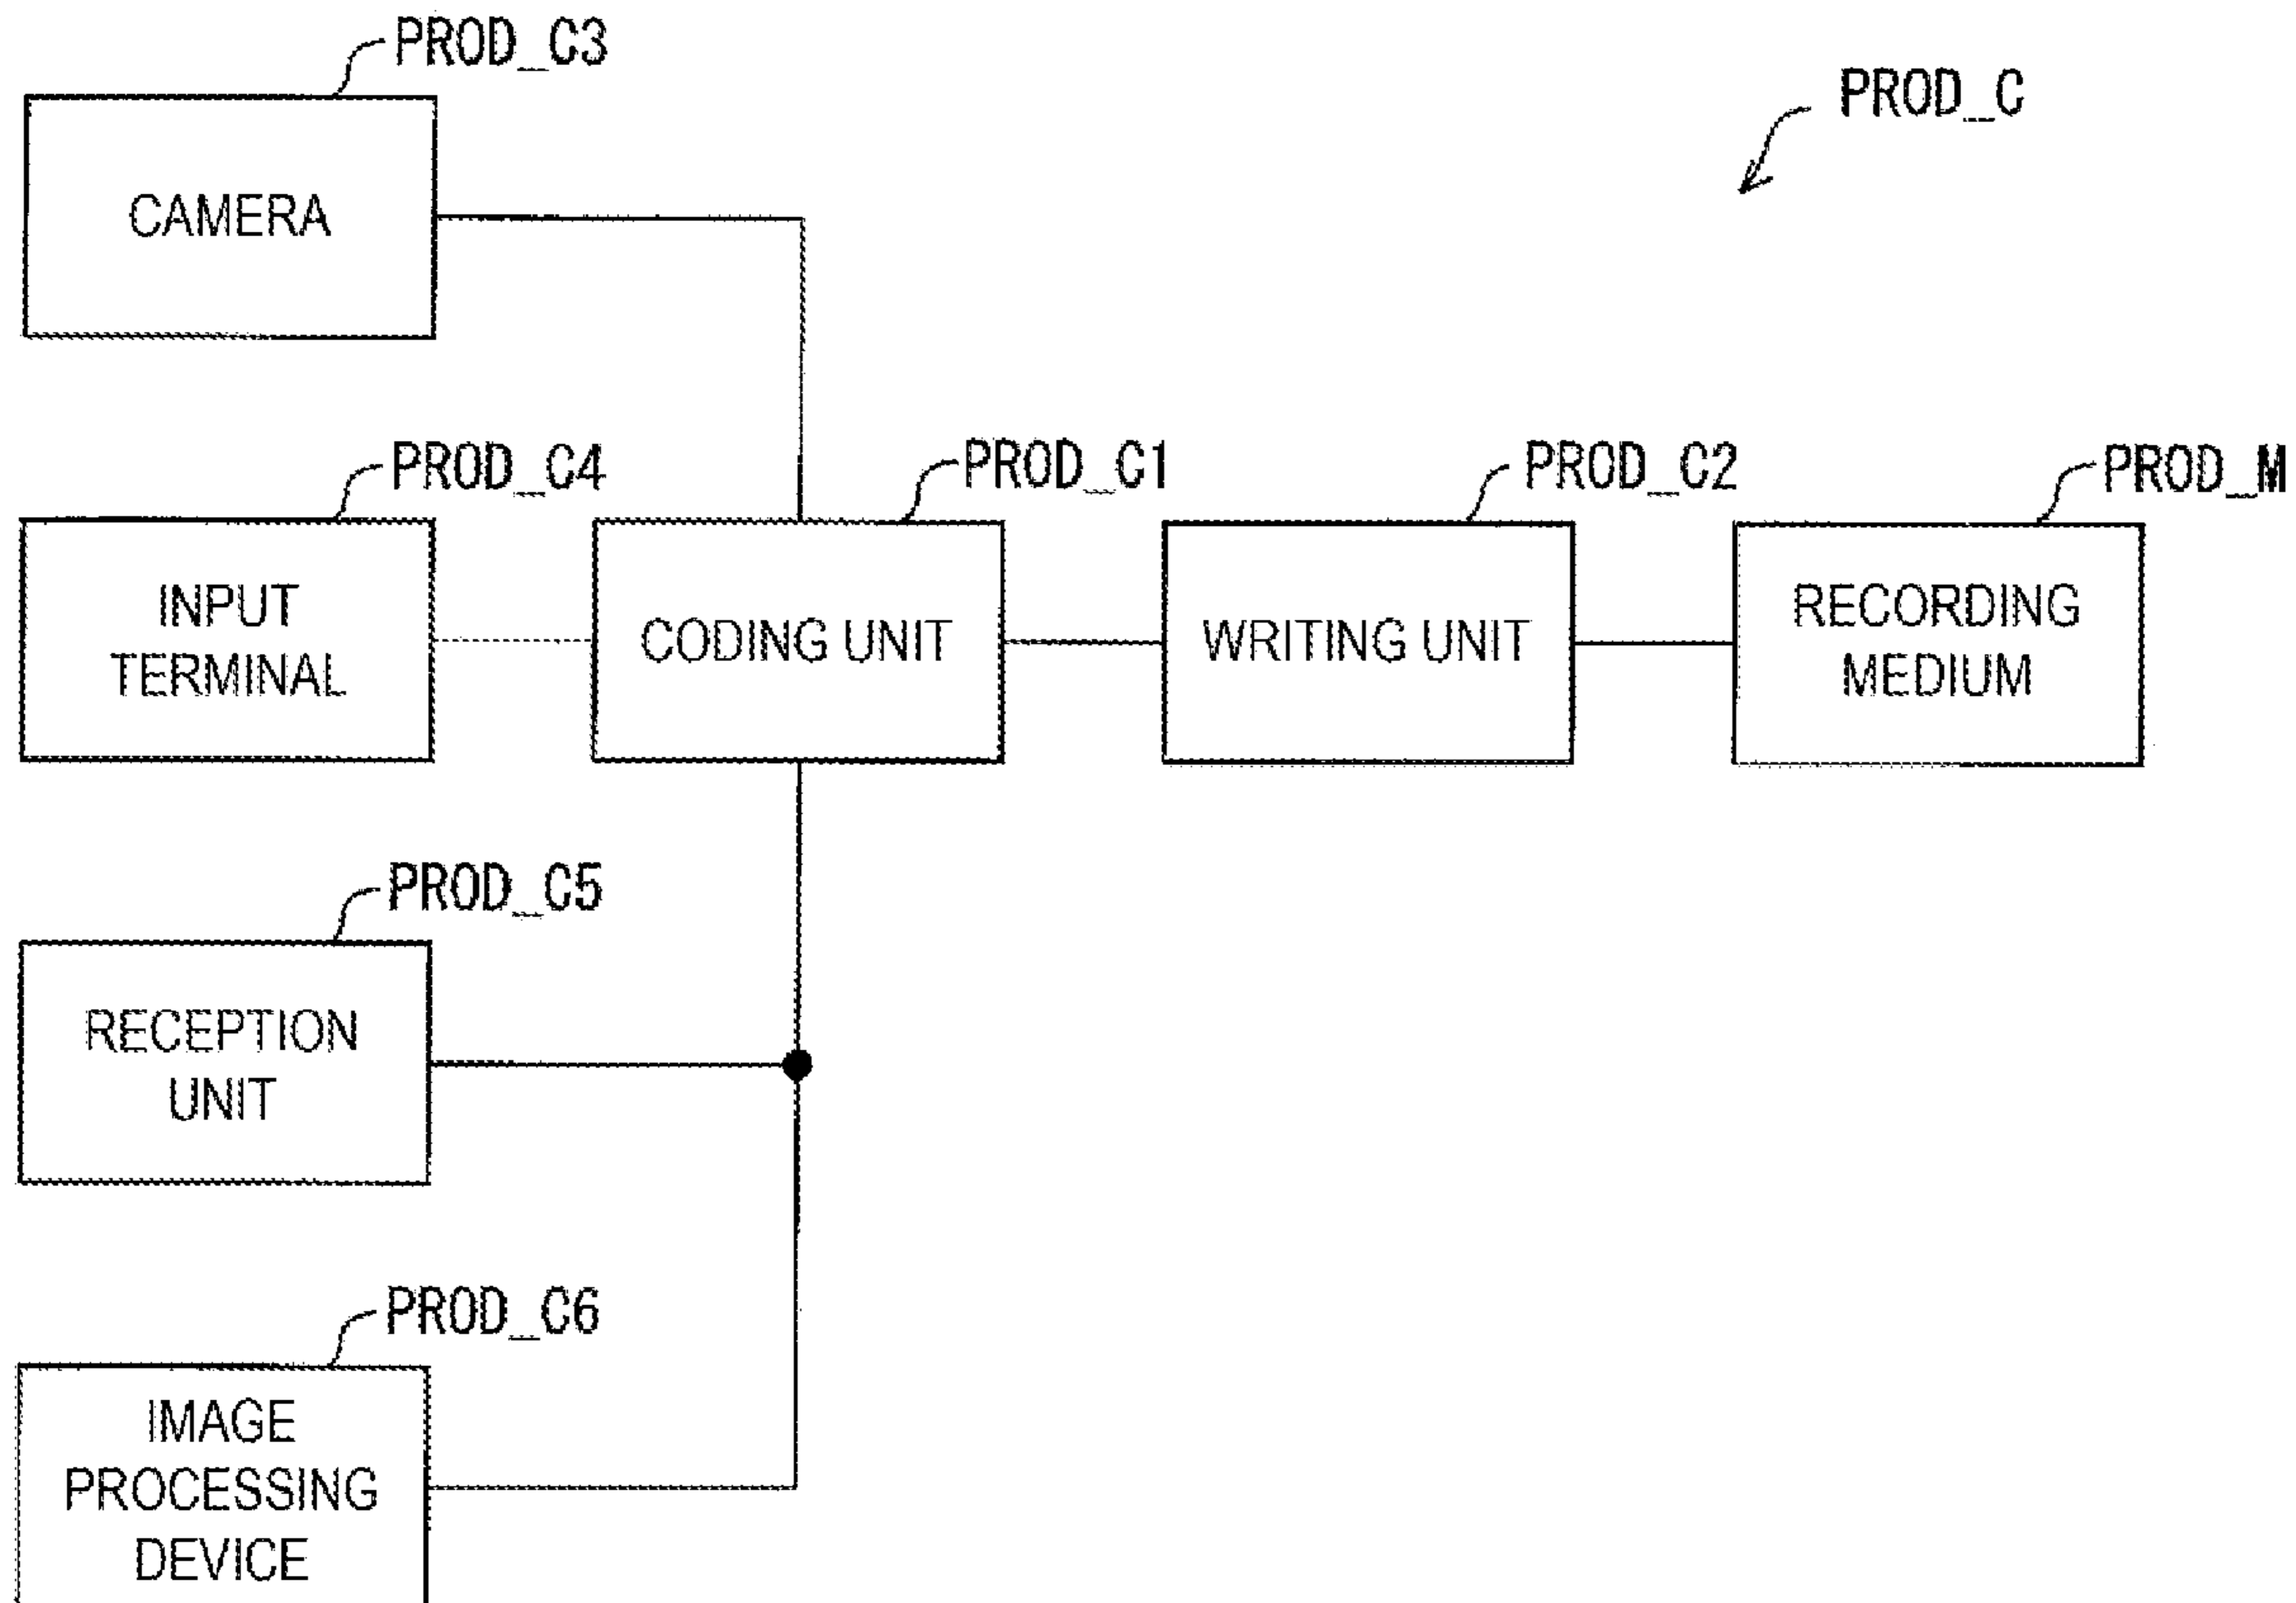 PROD_C3
PROD_C
CAMERA
PROD_C4
PROD_C1
PROD_C2
PROD_M
INPUT
TERMINAL
CODING UNIT
WRITING UNIT
RECORDING
MEDIUM
PROD_C5
RECEPTION
UNIT
PROD_C6
IMAGE
PROCESSING
DEVICE